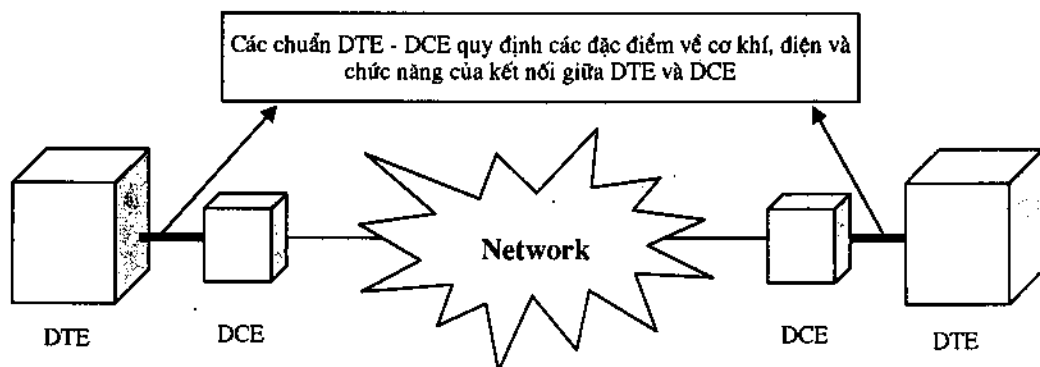 Các chuẩn DTE - DCE quy định các đặc điểm về cơ khí, điện và
chức năng của kết nối giữa DTE và DCE
Network
DTE
DCE
DCE
DTE